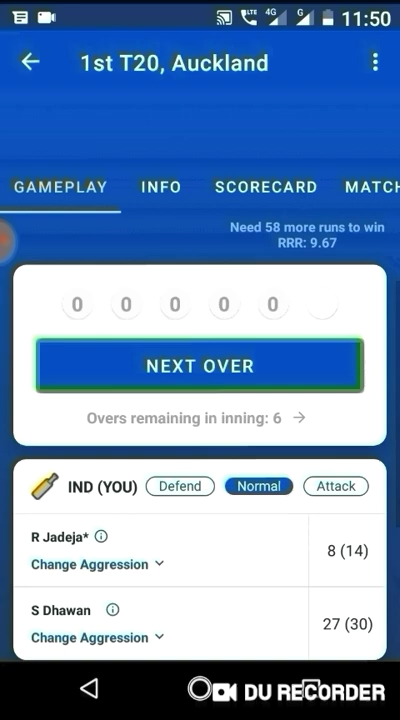 LTE 4G G 11:50
1st T20, Auckland
GAMEPLAY INFO SCORECARD MATCH
Need 58 more runs to win
RRR: 9.67
0 0 0 0 0
NEXT OVER
Overs remaining in inning: 6
IND (YOU) Defend Normal Attack
R Jadeja*
8 (14)
Change Aggression
S Dhawan
27 (30)
Change Aggression
DU RECORDER